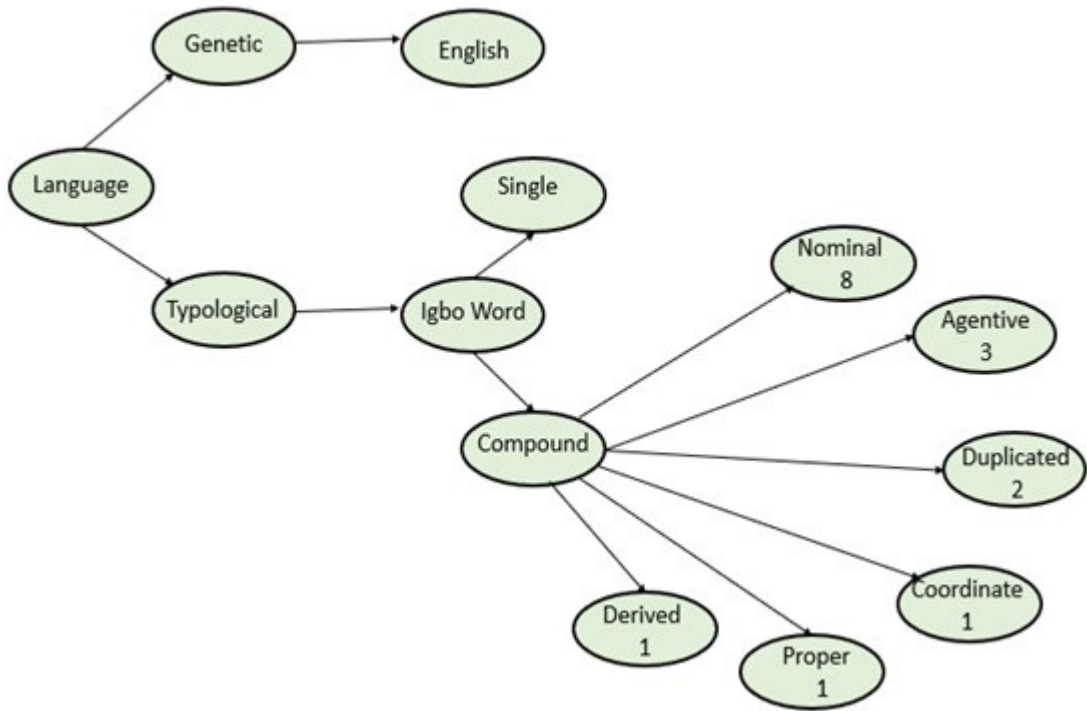 Genetic
English
Language
Single
Typological
Igbo Word
Nominal
8
Agentive
3
Compound
Duplicated
2
Coordinate
1
Derived
1
Proper
1